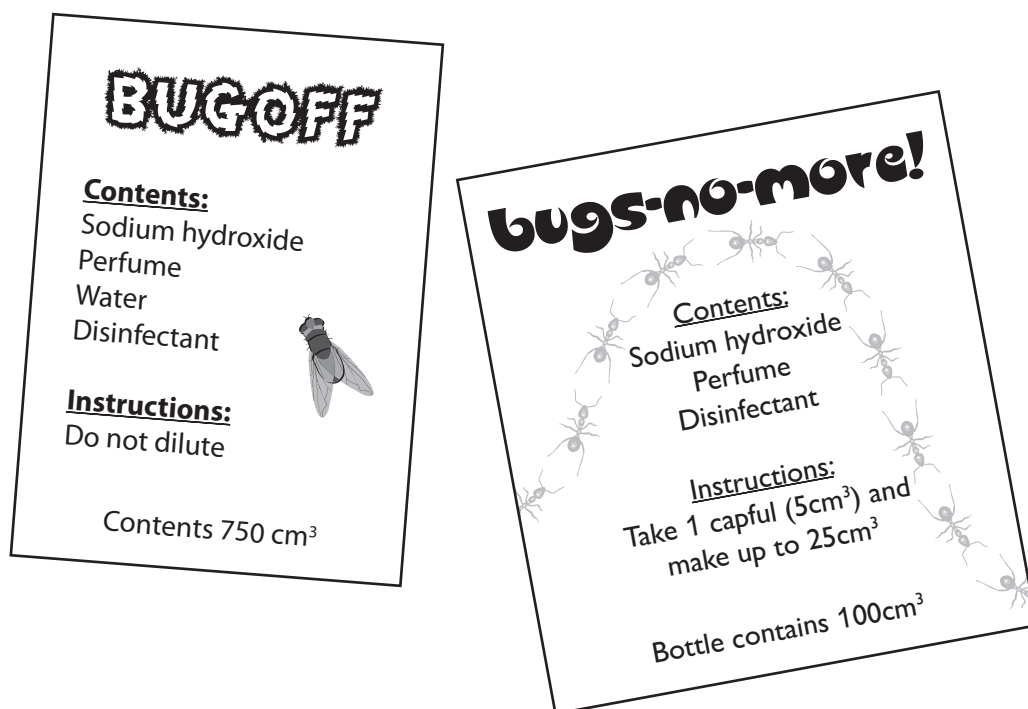 BUGOFF
Contents:
Sodium hydroxide
Perfume
Water
Disinfectant
Instructions:
Do not dilute
Contents 750 cm³
bugs-no-more!
Contents:
Sodium hydroxide
Perfume
Disinfectant
Instructions:
Take 1 capful (5cm³) and
make up to 25cm³
Bottle contains 100cm³